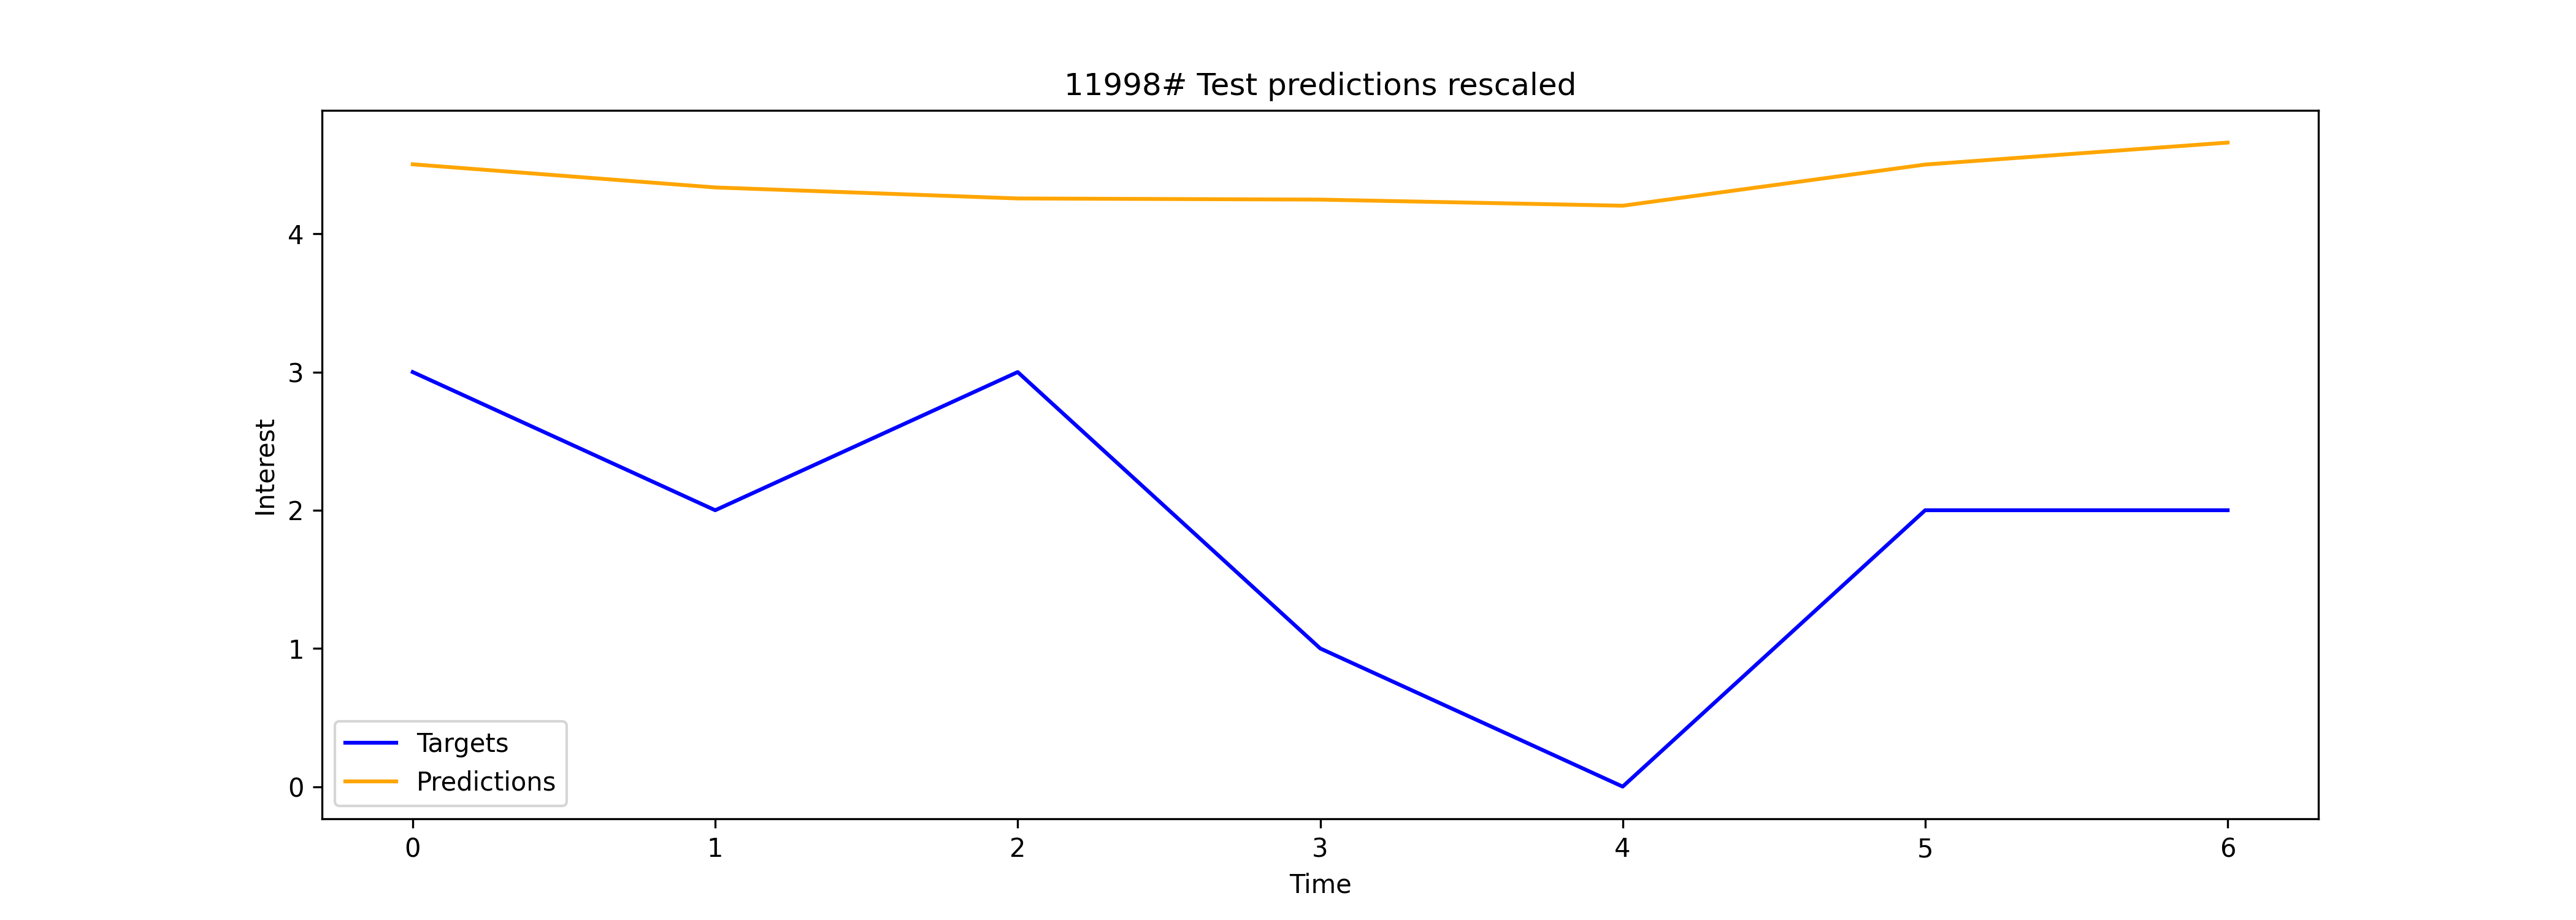 11998# Test predictions rescaled
4
3
2
1
0
Interest
Targets
Predictions
0 1 2 3 4 5 6
Time